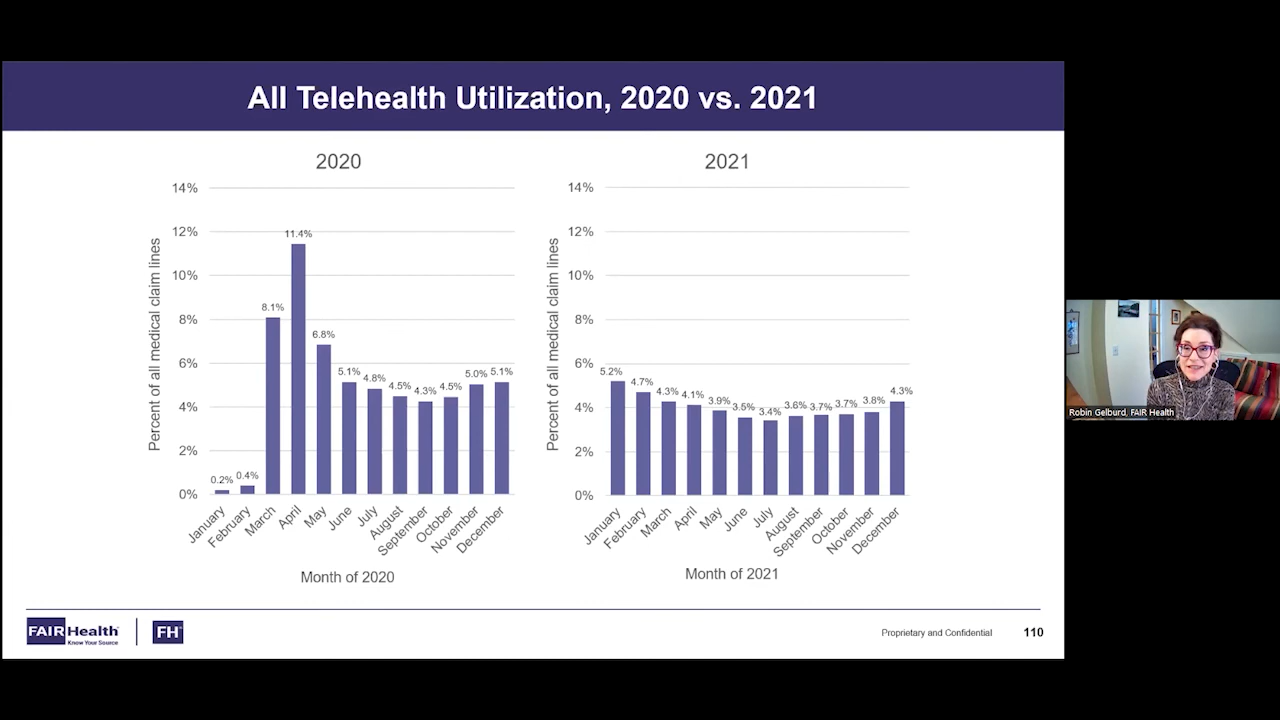 All Telehealth Utilization, 2020 vs. 2021
2020
14%
12%
10%
8%
6%
4%
2%
0%
Percent of all medical claim lines
0.2%
0.4%
8.1%
11.4%
6.8%
5.1%
4.8%
4.5%
4.3%
4.5%
5.0%
5.1%
January
February
March
April
May
June
July
August
September
October
November
December
Month of 2020
2021
14%
12%
10%
8%
6%
4%
2%
0%
Percent of all medical claim lines
5.2%
4.7%
4.3%
4.1%
3.9%
3.5%
3.4%
3.6%
3.7%
3.7%
3.8%
4.3%
January
February
March
April
May
June
July
August
September
October
November
December
Month of 2021
Robin Gelburd, FAIR Health
FAIR Health
Know Your Source
FH
Proprietary and Confidential
110